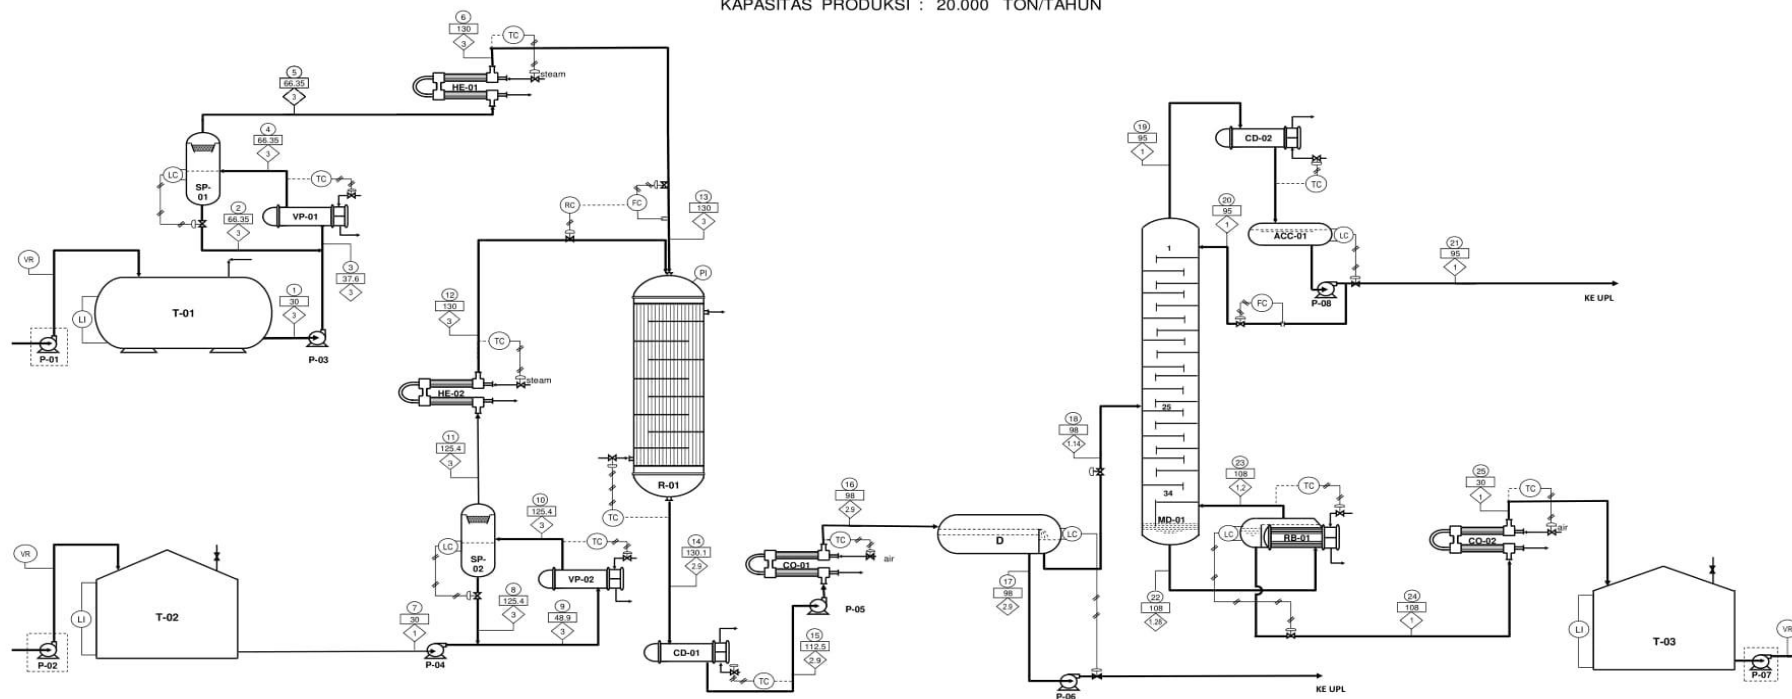 KAPASITAS PRODUKSI : 20.000 TON/TAHUN
6
130
3
TC
steam
HE-01
5
66.35
3
4
66.35
3
LC
SP-
01
TC
VP-01
2
66.35
3
VR
LI
T-01
1
30
3
3
37.6
3
P-01
P-03
RC
FC
13
130
3
PI
12
130
3
TC
steam
HE-02
R-01
11
125.4
3
10
125.4
3
TC
LC
SP-
02
VP-02
TC
8
125.4
3
9
48.9
3
VR
LI
T-02
7
30
1
P-02
P-04
14
130.1
2.9
CD-01
TC
15
112.5
2.9
P-05
16
98
2.9
TC
air
CO-01
D
LC
17
98
2.9
18
98
1.14
P-06
KE UPL
19
95
1
CD-02
TC
20
95
1
ACC-01
LC
FC
P-08
21
95
1
KE UPL
1
25
34
MD-01
23
108
1.2
TC
LC
RB-01
22
108
1.28
24
108
1
25
30
1
TC
air
CO-02
LI
T-03
VR
P-07